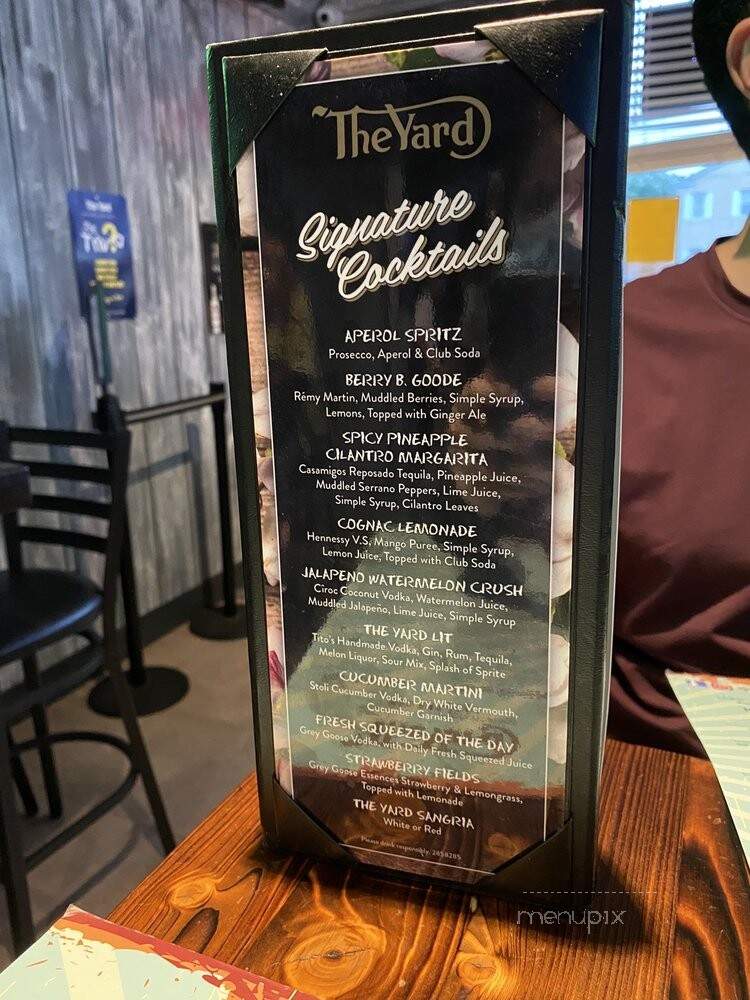 The Yard
Signature
Cocktails
APEROL SPRITZ
Prosecco, Aperol & Club Soda
BERRY B. GOODE
Rémy Martin, Muddled Berries, Simple Syrup,
Lemons, Topped with Ginger Ale
SPICY PINEAPPLE
CILANTRO MARGARITA
Casamigos Reposado Tequila, Pineapple Juice,
Muddled Serrano Peppers, Lime Juice,
Simple Syrup, Cilantro Leaves
COGNAC LEMONADE
Hennessy V.S, Mango Puree, Simple Syrup,
Lemon Juice, Topped with Club Soda
JALAPENO WATERMELON CRUSH
Ciroc Coconut Vodka, Watermelon Juice,
Muddled Jalapeño, Lime Juice, Simple Syrup
THE YARD LIT
Tito's Handmade Vodka, Gin, Rum, Tequila,
Melon Liquor, Sour Mix, Splash of Sprite
CUCUMBER MARTINI
Stoli Cucumber Vodka, Dry White Vermouth,
Cucumber Garnish
FRESH SQUEEZED OF THE DAY
Grey Goose Vodka, with Daily Fresh Squeezed Juice
STRAWBERRY FIELDS
Grey Goose Essences Strawberry & Lemongrass,
Topped with Lemonade
THE YARD SANGRIA
White or Red
Please drink responsibly. 2858285
menupix